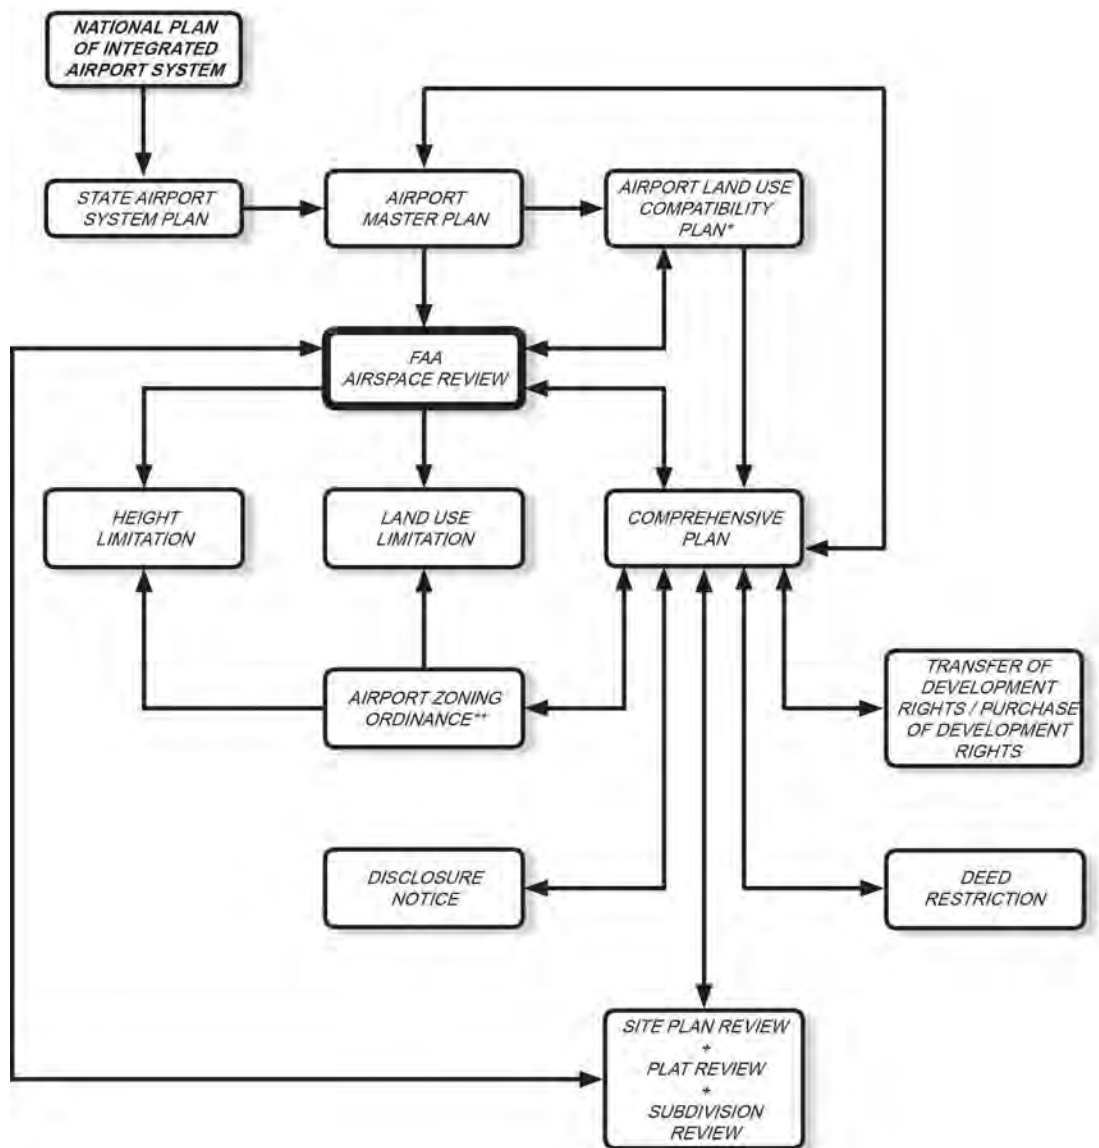 NATIONAL PLAN
OF INTEGRATED
AIRPORT SYSTEM
STATE AIRPORT
SYSTEM PLAN
AIRPORT
MASTER PLAN
AIRPORT LAND USE
COMPATIBILITY
PLAN*
FAA
AIRSPACE REVIEW
HEIGHT
LIMITATION
LAND USE
LIMITATION
COMPREHENSIVE
PLAN
AIRPORT ZONING
ORDINANCE**
TRANSFER OF
DEVELOPMENT
RIGHTS / PURCHASE
OF DEVELOPMENT
RIGHTS
DISCLOSURE
NOTICE
DEED
RESTRICTION
SITE PLAN REVIEW
+
PLAT REVIEW
+
SUBDIVISION
REVIEW